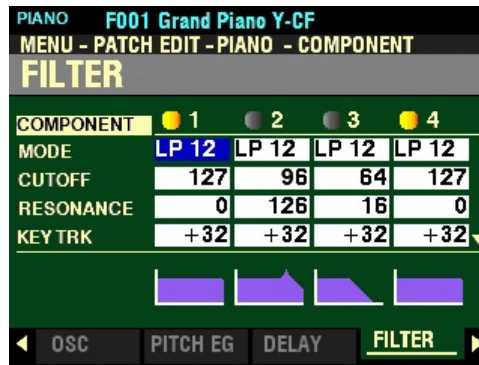 PIANO F001 Grand Piano Y-CF
MENU - PATCH EDIT - PIANO - COMPONENT
FILTER
COMPONENT 1 2 3 4
MODE LP 12 LP 12 LP 12 LP 12
CUTOFF 127 96 64 127
RESONANCE 0 126 16 0
KEY TRK +32 +32 +32 +32
OSC PITCH EG DELAY FILTER